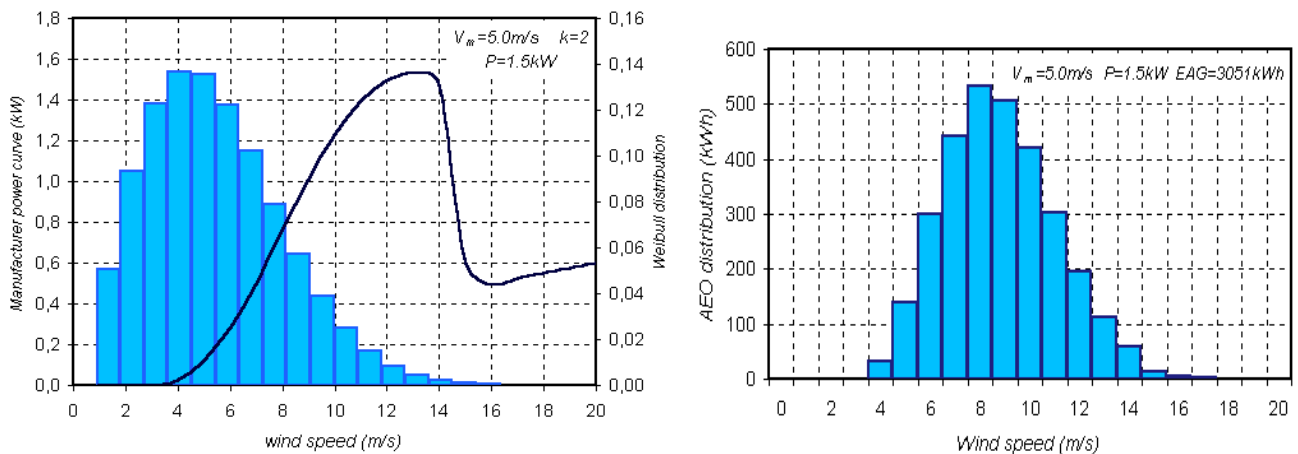 1,8
1,6
1,4
1,2
1,0
0,8
0,6
0,4
0,2
0,0
Manufacturer power curve (kW)
0,16
0,14
0,12
0,10
0,08
0,06
0,04
0,02
0,00
Weibull distribution
V m =5.0m/s k=2
P=1.5kW
0 2 4 6 8 10 12 14 16 18 20
wind speed (m/s)
600
500
400
300
200
100
0
AEO distribution (kWh)
V m =5.0m/s P=1.5kW EAG=3051kWh
0 2 4 6 8 10 12 14 16 18 20
Wind speed (m/s)